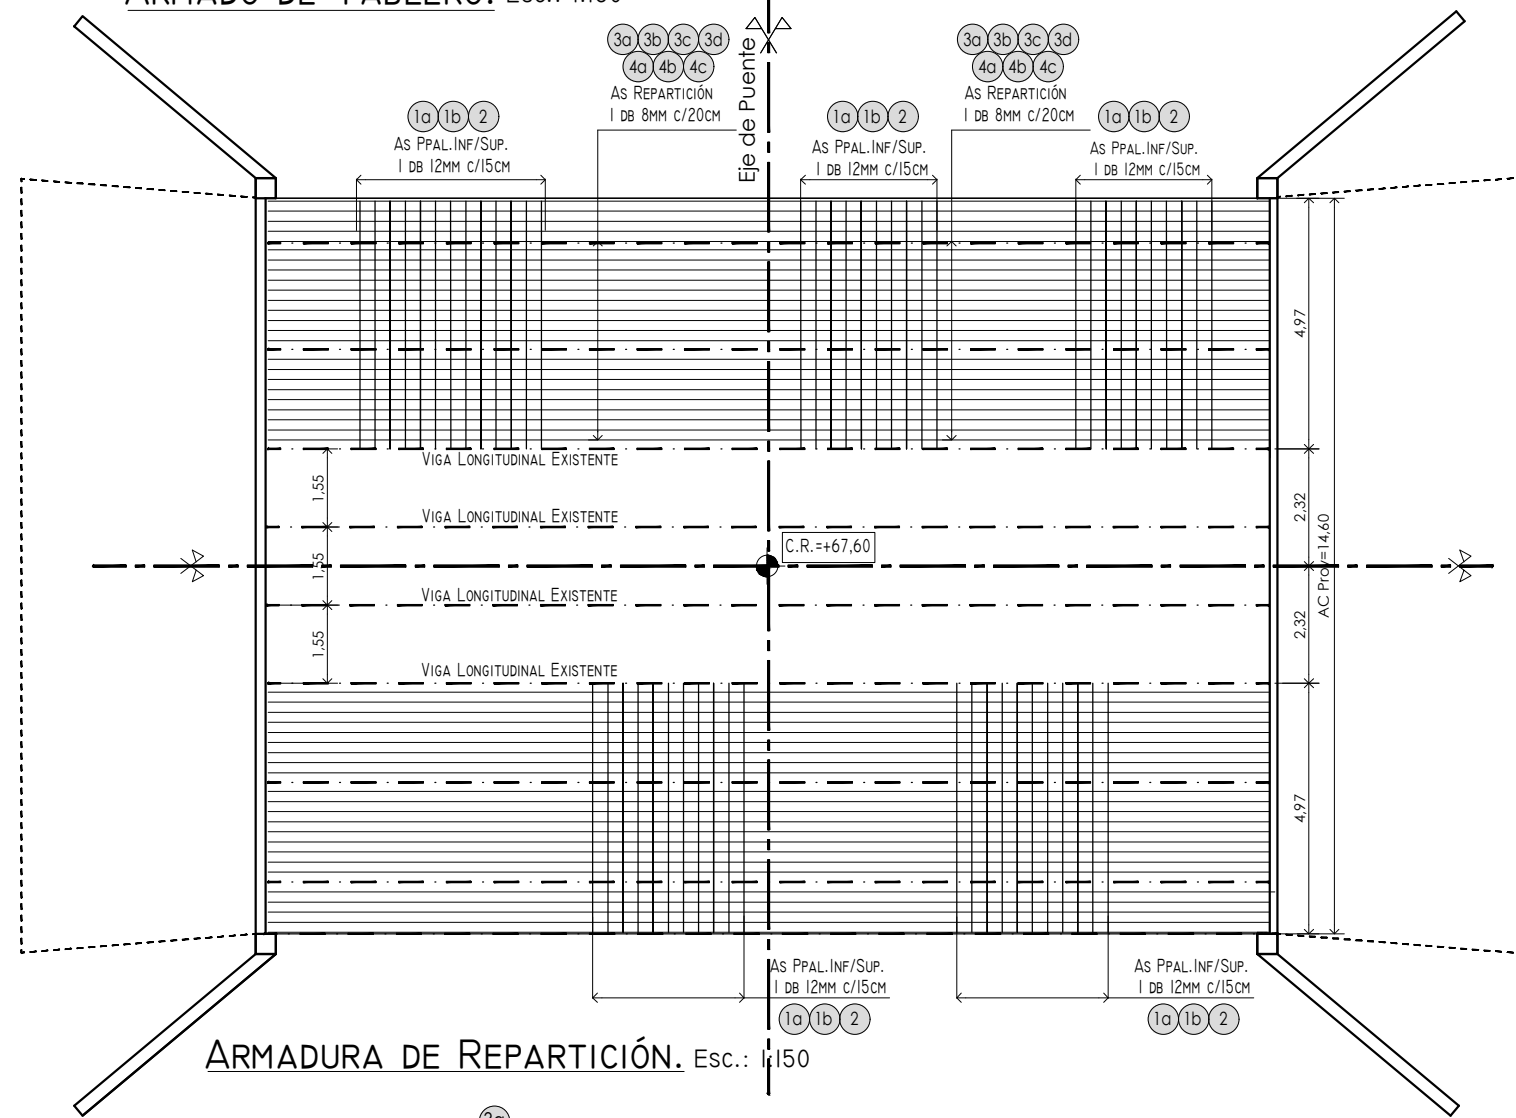 ARMADO DE TABLERO. Esc.: 1:150
3a 3b 3c 3d
4a 4b 4c
As Repartición
1 db 8mm c/20cm
3a 3b 3c 3d
4a 4b 4c
As Repartición
1 db 8mm c/20cm
1a 1b 2
As Ppal.Inf/Sup.
1 db 12mm c/15cm
Eje de Puente
1a 1b 2
As Ppal.Inf/Sup.
1 db 12mm c/15cm
1a 1b 2
As Ppal.Inf/Sup.
1 db 12mm c/15cm
4,97
Viga Longitudinal Existente
1,55
2,32
Viga Longitudinal Existente
C.R.=+67,60
AC Proy=14,60
1,55
Viga Longitudinal Existente
2,32
1,55
Viga Longitudinal Existente
4,97
As Ppal.Inf/Sup.
1 db 12mm c/15cm
1a 1b 2
As Ppal.Inf/Sup.
1 db 12mm c/15cm
1a 1b 2
Armadura de Repartición. Esc.: 1:150